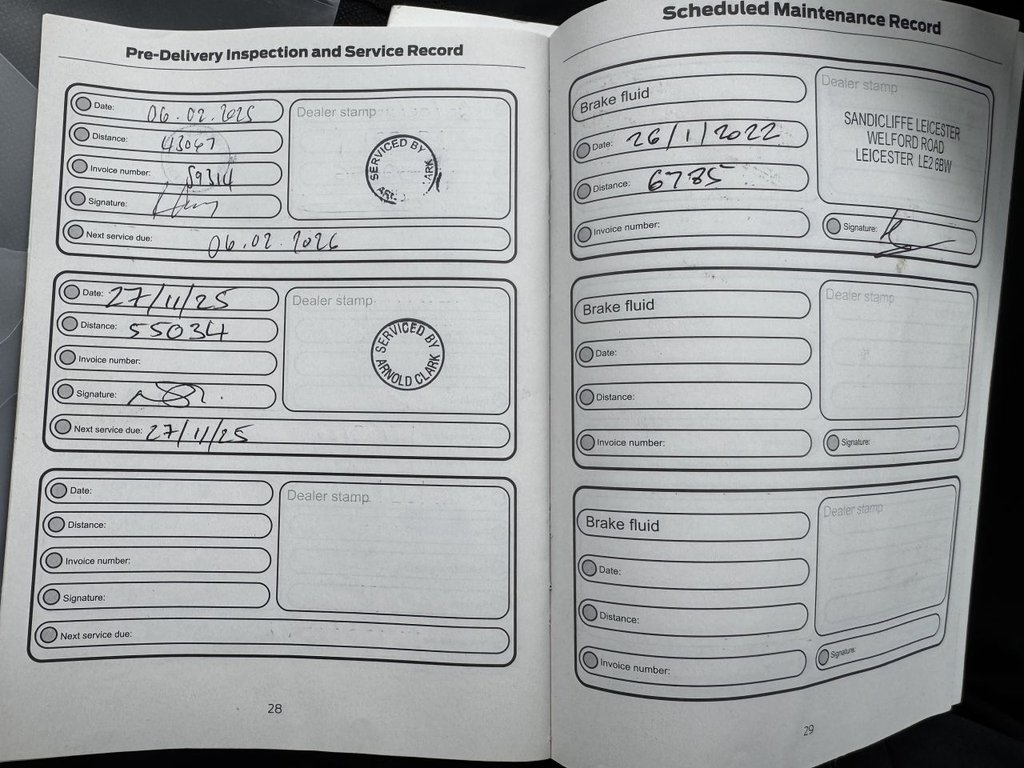 Pre-Delivery Inspection and Service Record
Date: 06.02.2025
Distance: 43047
Invoice number: 59314
Signature:
Next service due: 06.02.2026
Dealer stamp
SERVICED BY
ARK
Date: 27/11/25
Distance: 55034
Invoice number:
Signature:
Next service due: 27/11/25
Dealer stamp
SERVICED BY
ARNOLD CLARK
Date:
Distance:
Invoice number:
Signature:
Next service due:
Dealer stamp
28
Scheduled Maintenance Record
Brake fluid
Date: 26/1/2022
Distance: 6785
Invoice number:
Dealer stamp
SANDICLIFFE LEICESTER
WELFORD ROAD
LEICESTER LE2 6BW
Signature:
Brake fluid
Date:
Distance:
Invoice number:
Dealer stamp
Signature:
Brake fluid
Date:
Distance:
Invoice number:
Dealer stamp
Signature:
29